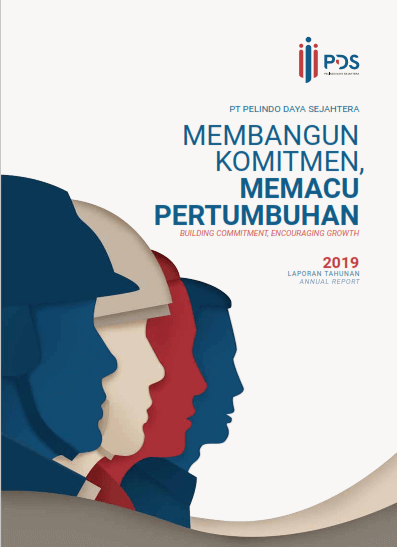 PDS
PT PELINDO DAYA SEJAHTERA
MEMBANGUN
KOMITMEN,
MEMACU
PERTUMBUHAN
BUILDING COMMITMENT, ENCOURAGING GROWTH
2019
LAPORAN TAHUNAN
ANNUAL REPORT